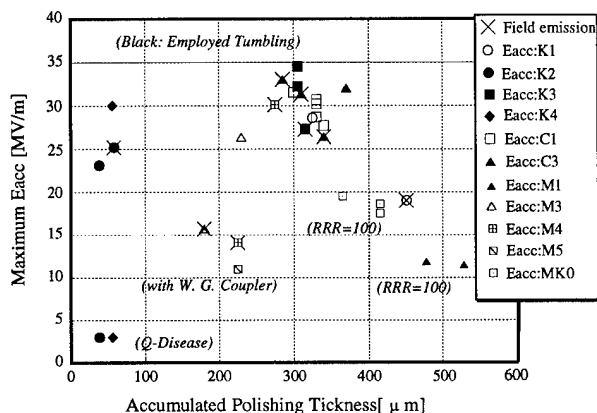 Maximum Eacc [MV/m]
40
35
30
25
20
15
10
5
0
(Black: Employed Tumbling)
(RRR=100)
(with W. G. Coupler)
(RRR=100)
(Q-Disease)
0
100
200
300
400
500
600
Accumulated Polishing Tickness[ μ m]
Field emission
Eacc:K1
Eacc:K2
Eacc:K3
Eacc:K4
Eacc:C1
Eacc:C3
Eacc:M1
Eacc:M3
Eacc:M4
Eacc:M5
Eacc:MK0